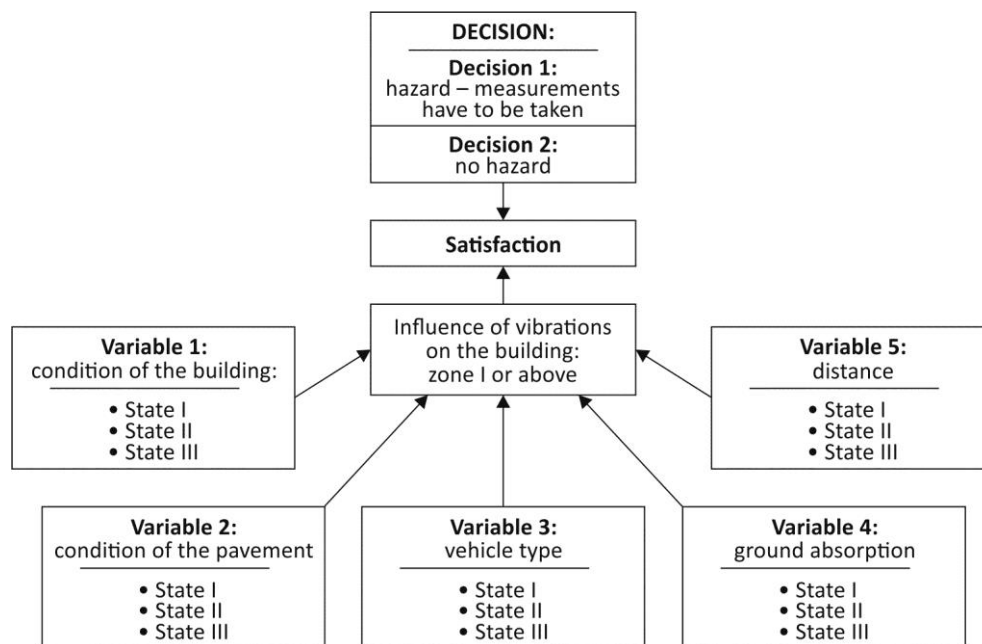 DECISION:
Decision 1:
hazard – measurements
have to be taken
Decision 2:
no hazard
Satisfaction
Influence of vibrations
on the building:
zone I or above
Variable 1:
condition of the building:
• State I
• State II
• State III
Variable 5:
distance
• State I
• State II
• State III
Variable 2:
condition of the pavement
• State I
• State II
• State III
Variable 3:
vehicle type
• State I
• State II
• State III
Variable 4:
ground absorption
• State I
• State II
• State III